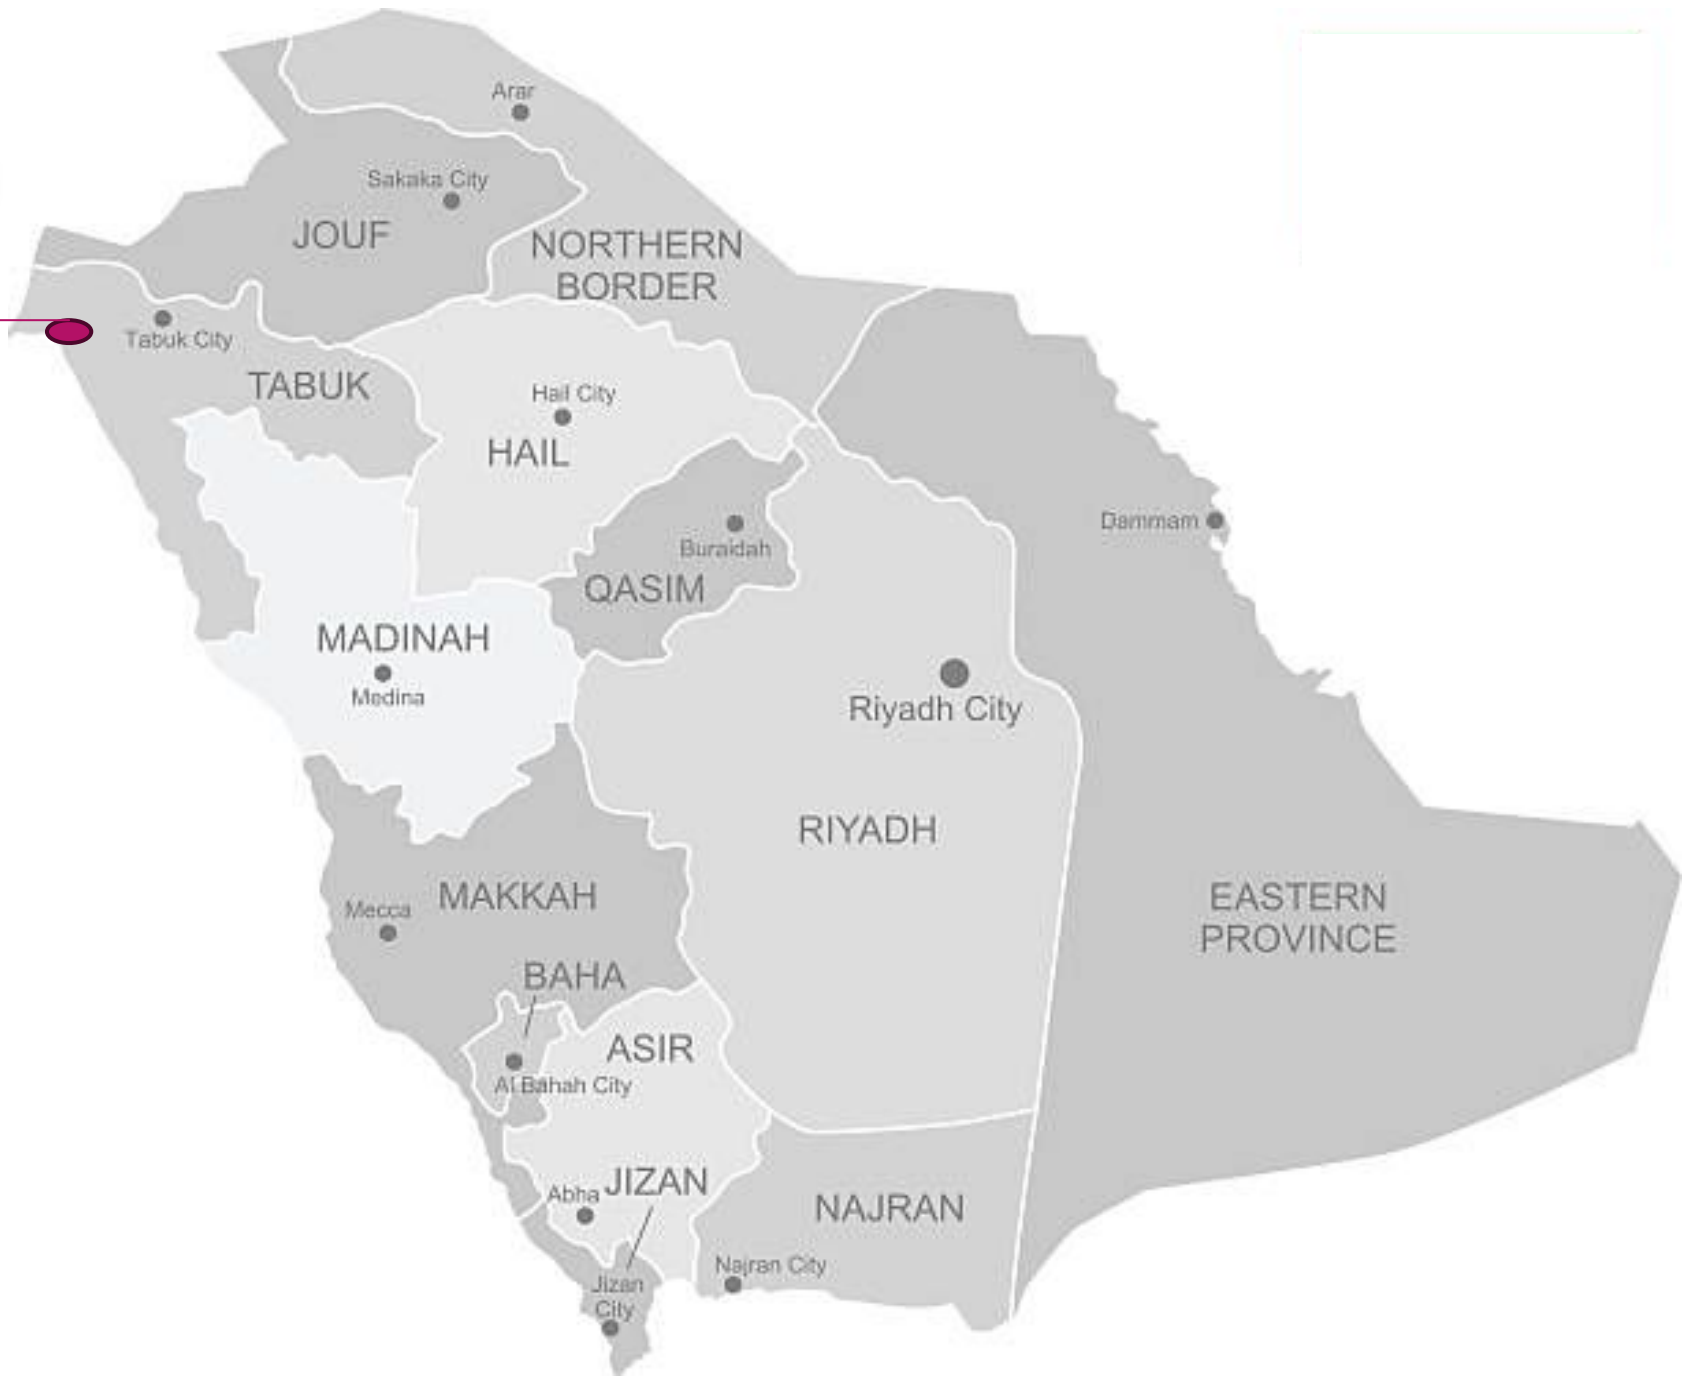 Arar
Sakaka City
JOUF
NORTHERN
BORDER
Tabuk City
TABUK
Hail City
HAIL
Dammam
Buraidah
QASIM
MADINAH
Medina
Riyadh City
RIYADH
MAKKAH
Mecca
EASTERN
PROVINCE
BAHA
ASIR
Al Bahah City
JIZAN
Abha
NAJRAN
Najran City
Jizan
City